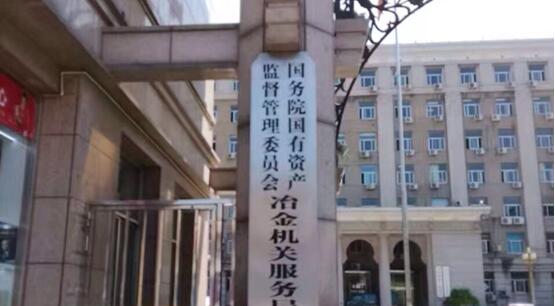 国务院国有资产
监督管理委员会
冶金机关服务局